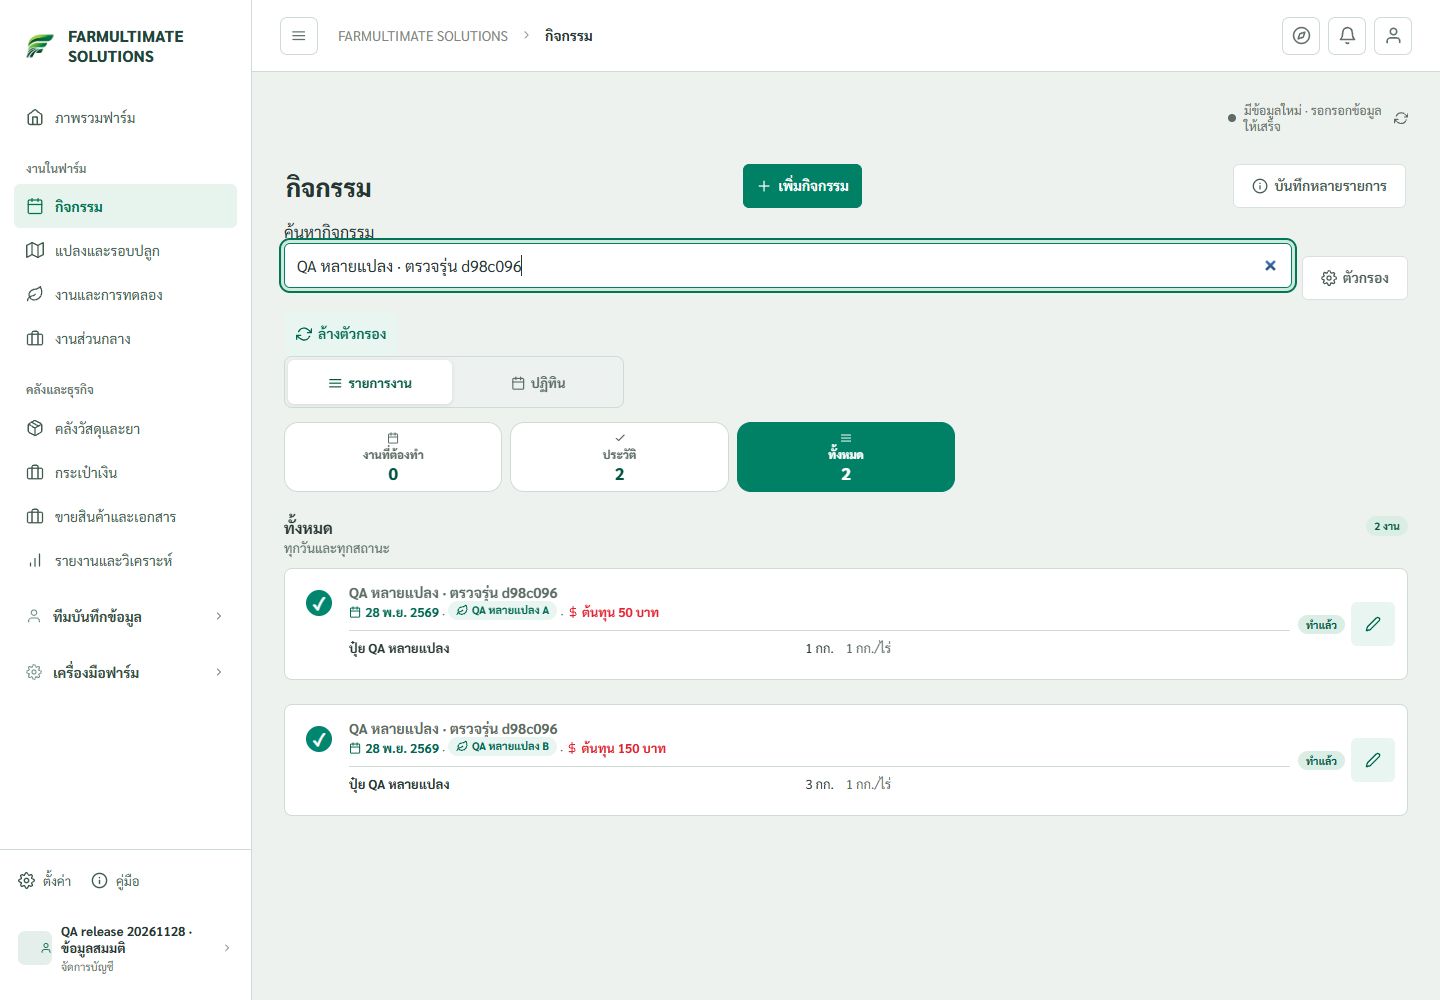 FARMULTIMATE
SOLUTIONS
ภาพรวมฟาร์ม
งานในฟาร์ม
กิจกรรม
แปลงและรอบปลูก
งานและการทดลอง
งานส่วนกลาง
คลังและธุรกิจ
คลังวัสดุและยา
กระเป๋าเงิน
ขายสินค้าและเอกสาร
รายงานและวิเคราะห์
ทีมบันทึกข้อมูล
เครื่องมือฟาร์ม
ตั้งค่า
คู่มือ
QA release 20261128 ·
ข้อมูลสมมติ
จัดการบัญชี
FARMULTIMATE SOLUTIONS > กิจกรรม
มีข้อมูลใหม่ · รอกรอกข้อมูล
ให้เสร็จ
กิจกรรม
+ เพิ่มกิจกรรม
บันทึกหลายรายการ
ค้นหากิจกรรม
QA หลายแปลง · ตรวจรุ่น d98c096
ตัวกรอง
ล้างตัวกรอง
รายการงาน
ปฏิทิน
งานที่ต้องทำ
0
ประวัติ
2
ทั้งหมด
2
ทั้งหมด
2 งาน
ทุกวันและทุกสถานะ
QA หลายแปลง · ตรวจรุ่น d98c096
28 พ.ย. 2569 · QA หลายแปลง A · $ ต้นทุน 50 บาท
ทำแล้ว
ปุ๋ย QA หลายแปลง 1 กก. 1 กก./ไร่
QA หลายแปลง · ตรวจรุ่น d98c096
28 พ.ย. 2569 · QA หลายแปลง B · $ ต้นทุน 150 บาท
ทำแล้ว
ปุ๋ย QA หลายแปลง 3 กก. 1 กก./ไร่